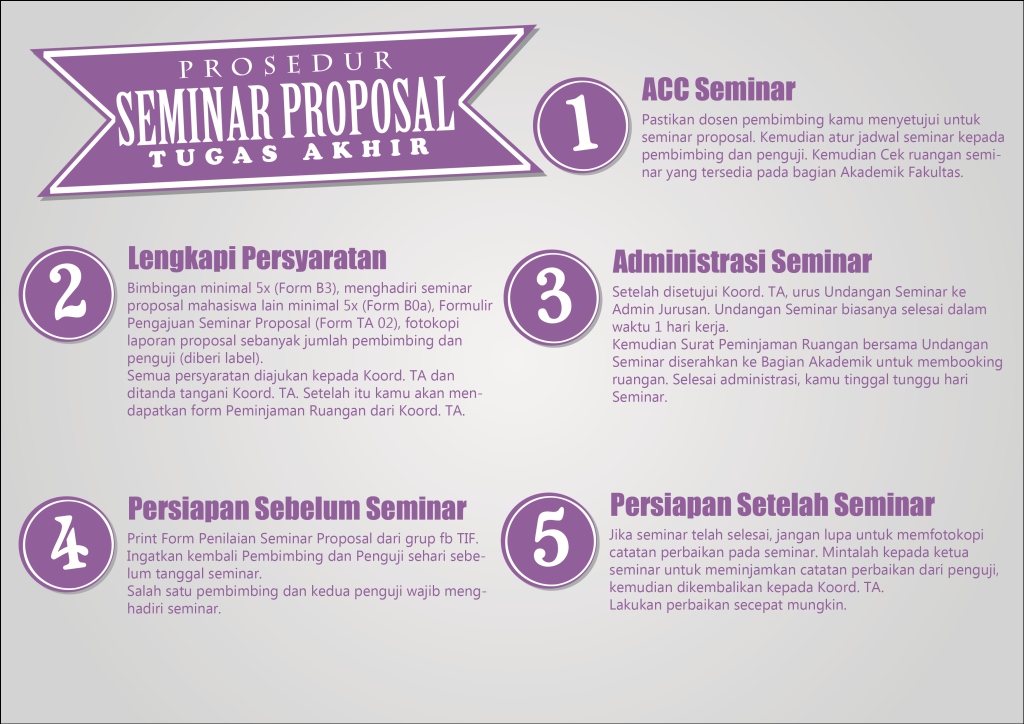 PROSEDUR
SEMINAR PROPOSAL
TUGAS AKHIR
1
ACC Seminar
Pastikan dosen pembimbing kamu menyetujui untuk
seminar proposal. Kemudian atur jadwal seminar kepada
pembimbing dan penguji. Kemudian Cek ruangan semi-
nar yang tersedia pada bagian Akademik Fakultas.
2
Lengkapi Persyaratan
Bimbingan minimal 5x (Form B3), menghadiri seminar
proposal mahasiswa lain minimal 5x (Form B0a), Formulir
Pengajuan Seminar Proposal (Form TA 02), fotokopi
laporan proposal sebanyak jumlah pembimbing dan
penguji (diberi label).
Semua persyaratan diajukan kepada Koord. TA dan
ditanda tangani Koord. TA. Setelah itu kamu akan men-
dapatkan form Peminjaman Ruangan dari Koord. TA.
3
Administrasi Seminar
Setelah disetujui Koord. TA, urus Undangan Seminar ke
Admin Jurusan. Undangan Seminar biasanya selesai dalam
waktu 1 hari kerja.
Kemudian Surat Peminjaman Ruangan bersama Undangan
Seminar diserahkan ke Bagian Akademik untuk membooking
ruangan. Selesai administrasi, kamu tinggal tunggu hari
Seminar.
4
Persiapan Sebelum Seminar
Print Form Penilaian Seminar Proposal dari grup fb TIF.
Ingatkan kembali Pembimbing dan Penguji sehari sebe-
lum tanggal seminar.
Salah satu pembimbing dan kedua penguji wajib meng-
hadiri seminar.
5
Persiapan Setelah Seminar
Jika seminar telah selesai, jangan lupa untuk memfotokopi
catatan perbaikan pada seminar. Mintalah kepada ketua
seminar untuk meminjamkan catatan perbaikan dari penguji,
kemudian dikembalikan kepada Koord. TA.
Lakukan perbaikan secepat mungkin.